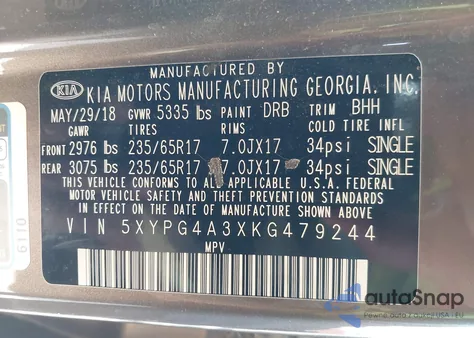 MANUFACTURED BY
KIA KIA MOTORS MANUFACTURING GEORGIA, INC.
MAY/29/18 GVWR 5335 lbs PAINT DRB TRIM BHH
GAWR TIRES RIMS COLD TIRE INFL
FRONT 2976 lbs 235/65R17 7.0JX17 34psi SINGLE
REAR 3075 lbs 235/65R17 7.0JX17 34psi SINGLE
THIS VEHICLE CONFORMS TO ALL APPLICABLE U.S.A. FEDERAL
MOTOR VEHICLE SAFETY, BUMPER, AND THEFT PREVENTION
STANDARDS IN EFFECT ON THE DATE OF MANUFACTURE SHOWN ABOVE.
VIN 5XYPG4A3XKG479244
MPV
G110
autoSnap